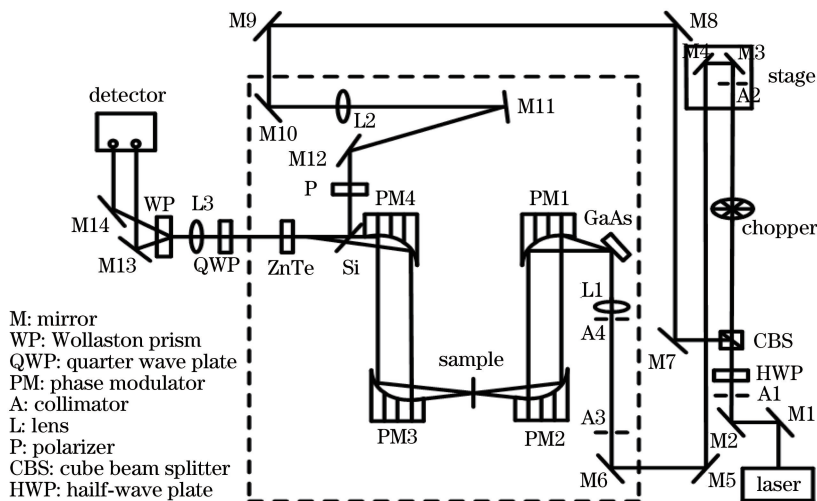 M9
M8
M4
M3
stage
A2
detector
M10
L2
M11
M12
P
PM4
PM1
GaAs
WP
L3
chopper
M14
M13
QWP
ZnTe
Si
L1
A4
M7
CBS
HWP
A1
sample
A3
M1
M2
PM3
PM2
M6
M5
laser
M: mirror
WP: Wollaston prism
QWP: quarter wave plate
PM: phase modulator
A: collimator
L: lens
P: polarizer
CBS: cube beam splitter
HWP: hailf-wave plate